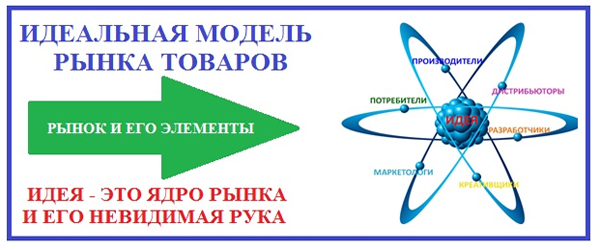 ИДЕАЛЬНАЯ МОДЕЛЬ
РЫНКА ТОВАРОВ
РЫНОК И ЕГО ЭЛЕМЕНТЫ
ИДЕЯ - ЭТО ЯДРО РЫНКА
И ЕГО НЕВИДИМАЯ РУКА
ПРОИЗВОДИТЕЛИ
ДИСТРИБЬЮТОРЫ
ПОТРЕБИТЕЛИ
ИДЕЯ
РАЗРАБОТЧИКИ
МАРКЕТОЛОГИ
КРЕАТИВЩИКИ